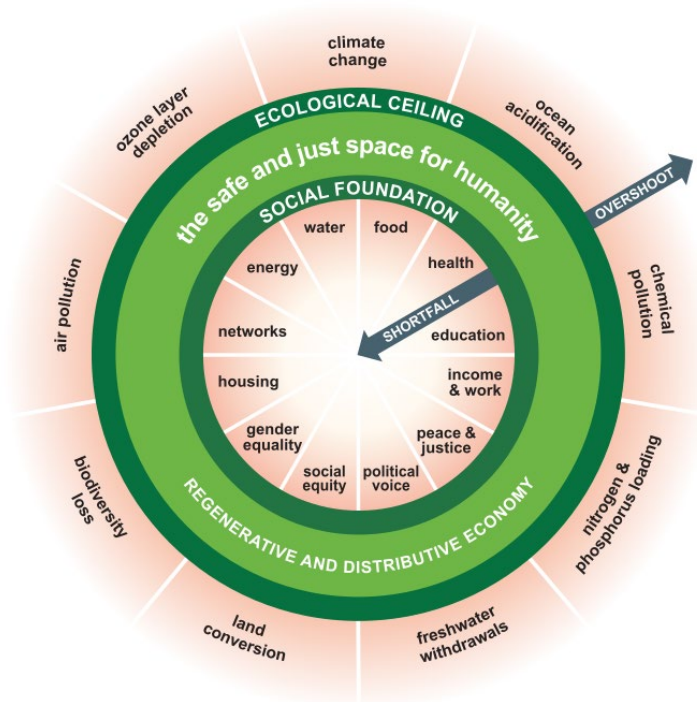 climate
change
ocean
acidification
chemical
pollution
nitrogen &
phosphorus loading
freshwater
withdrawals
land
conversion
biodiversity
loss
air pollution
ozone layer
depletion
OVERSHOOT
ECOLOGICAL CEILING
the safe and just space for humanity
SOCIAL FOUNDATION
water
food
health
SHORTFALL
education
income
& work
peace &
justice
political
voice
social
equity
gender
equality
housing
networks
energy
REGENERATIVE AND DISTRIBUTIVE ECONOMY